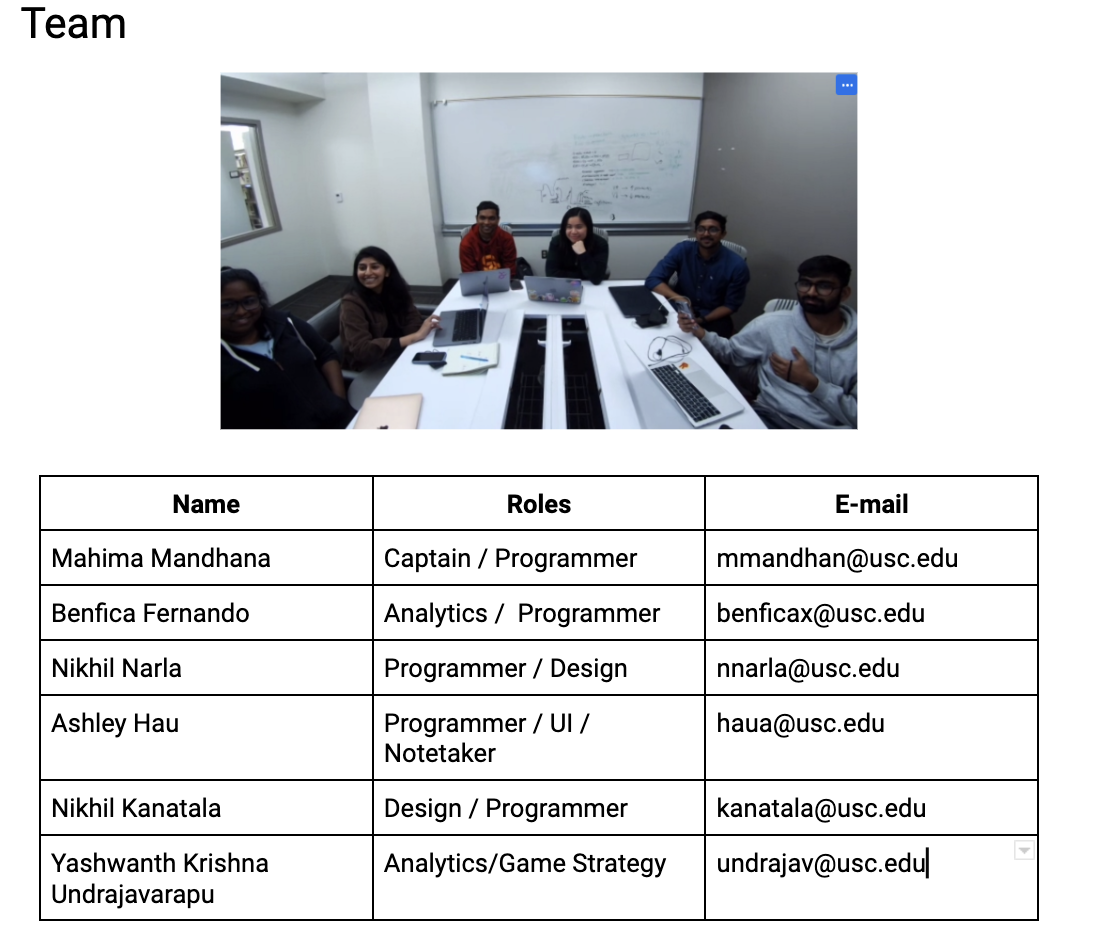 Team
Name Roles E-mail
Mahima Mandhana Captain / Programmer mmandhan@usc.edu
Benfica Fernando Analytics / Programmer benficax@usc.edu
Nikhil Narla Programmer / Design nnarla@usc.edu
Ashley Hau Programmer / UI / haua@usc.edu
Notetaker
Nikhil Kanatala Design / Programmer kanatala@usc.edu
Yashwanth Krishna Analytics/Game Strategy undrajav@usc.edu
Undrajavarapu